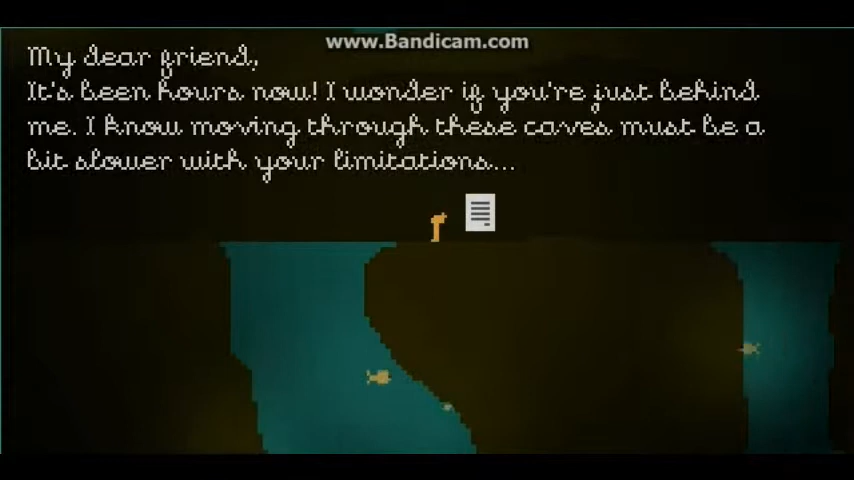 www.Bandicam.com
My dear friend,
It's been hours now! I wonder if you're just behind
me. I know moving through these caves must be a
bit slower with your limitations...